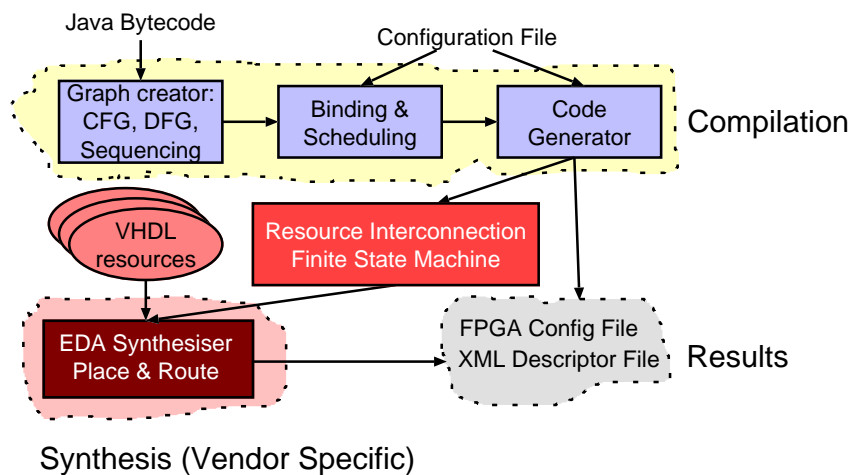 Java Bytecode
Configuration File
Graph creator:
CFG, DFG,
Sequencing
Binding &
Scheduling
Code
Generator
Compilation
VHDL
resources
Resource Interconnection
Finite State Machine
EDA Synthesiser
Place & Route
FPGA Config File
XML Descriptor File
Results
Synthesis (Vendor Specific)